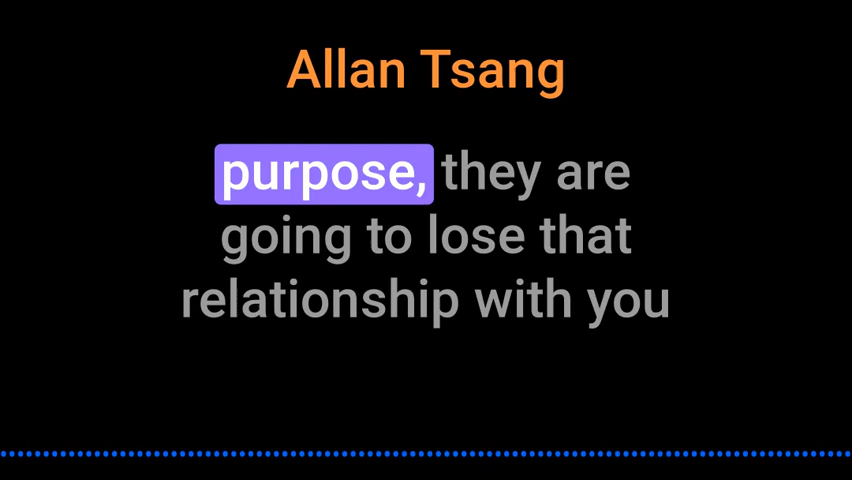 Allan Tsang
purpose, they are
going to lose that
relationship with you